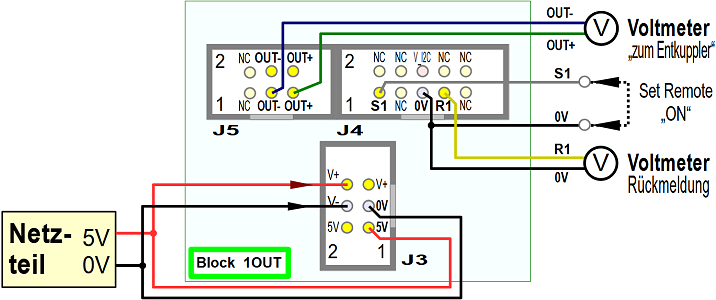 OUT-
V
Voltmeter
„zum Entkuppler“
OUT+
2
NC
OUT-
OUT+
2
NC
NC
V_I2C
NC
NC
S1
Set Remote
„ON“
1
NC
OUT-
OUT+
1
S1
NC
0V
R1
NC
0V
J5
J4
R1
V
Voltmeter
Rückmeldung
0V
V+
V+
V-
0V
5V
5V
2
1
J3
Netz-
teil
5V
0V
Block 1OUT